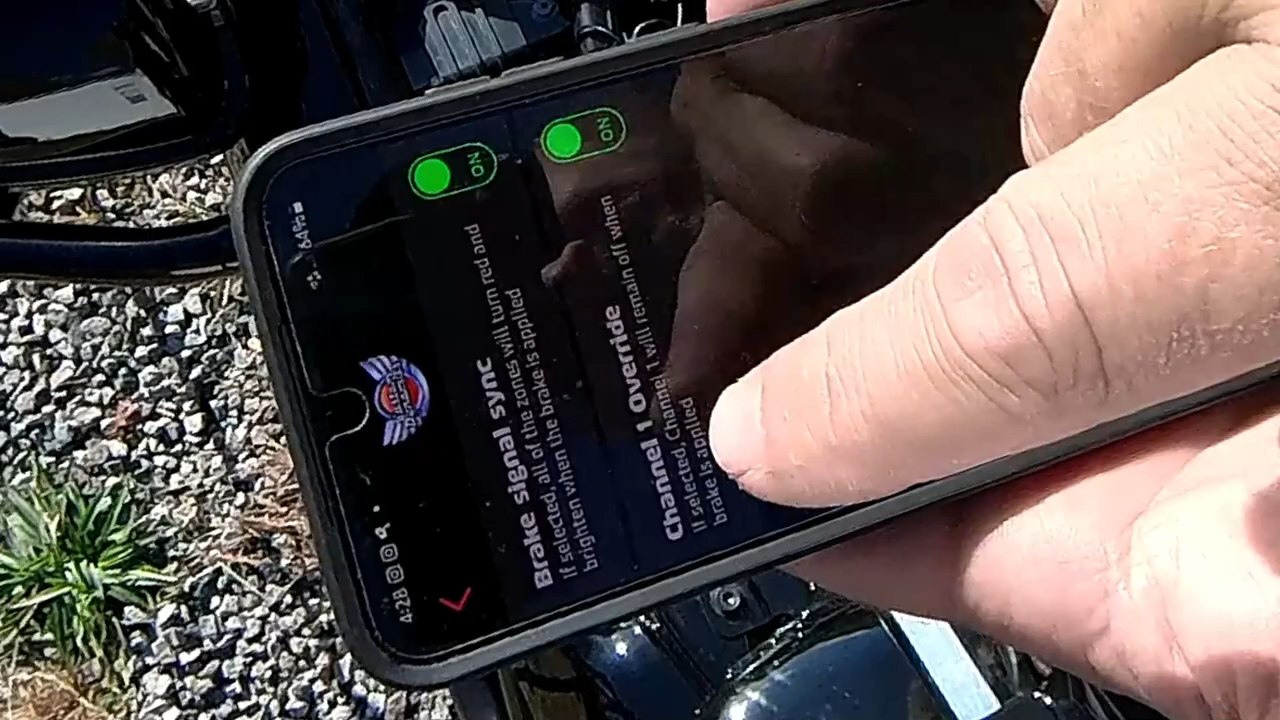 4:28
64%
Brake signal sync
If selected, all of the zones will turn red and
brighten when the brake is applied
ON
Channel 1 Override
If selected, Channel 1 will remain off when
brake is applied
ON